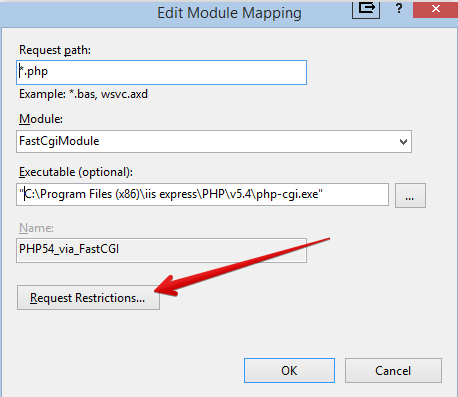 Edit Module Mapping
?
Request path:
*.php
Example: *.bas, wsvc.axd
Module:
FastCgiModule
Executable (optional):
"C:\Program Files (x86)\iis express\PHP\v5.4\php-cgi.exe"
...
Name:
PHP54_via_FastCGI
Request Restrictions...
OK
Cancel